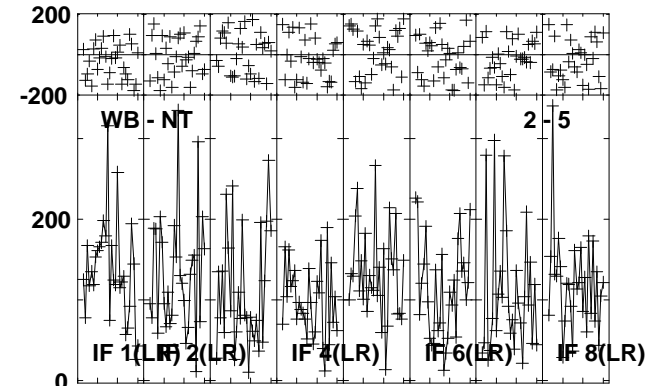 200
-200
WB - NT 2 - 5
200
IF 1(LR) IF 2(LR) IF 4(LR) IF 6(LR) IF 8(LR)
0